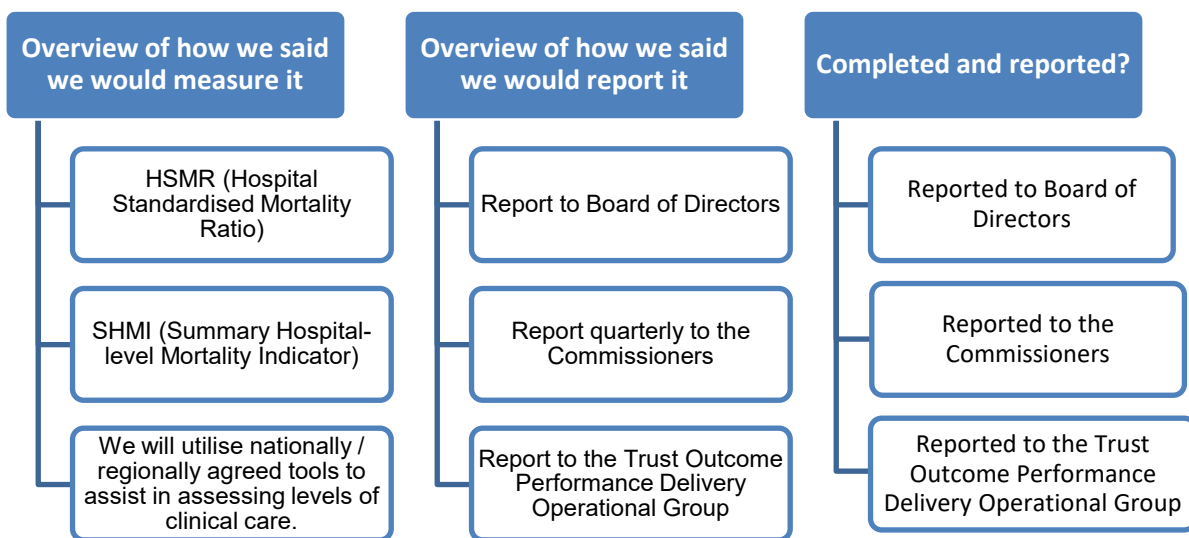 Overview of how we said
we would measure it
HSMR (Hospital
Standardised Mortality
Ratio)
SHMI (Summary Hospital-
level Mortality Indicator)
We will utilise nationally /
regionally agreed tools to
assist in assessing levels of
clinical care.
Overview of how we said
we would report it
Report to Board of Directors
Report quarterly to the
Commissioners
Report to the Trust Outcome
Performance Delivery
Operational Group
Completed and reported?
Reported to Board of
Directors
Reported to the
Commissioners
Reported to the Trust
Outcome Performance
Delivery Operational Group